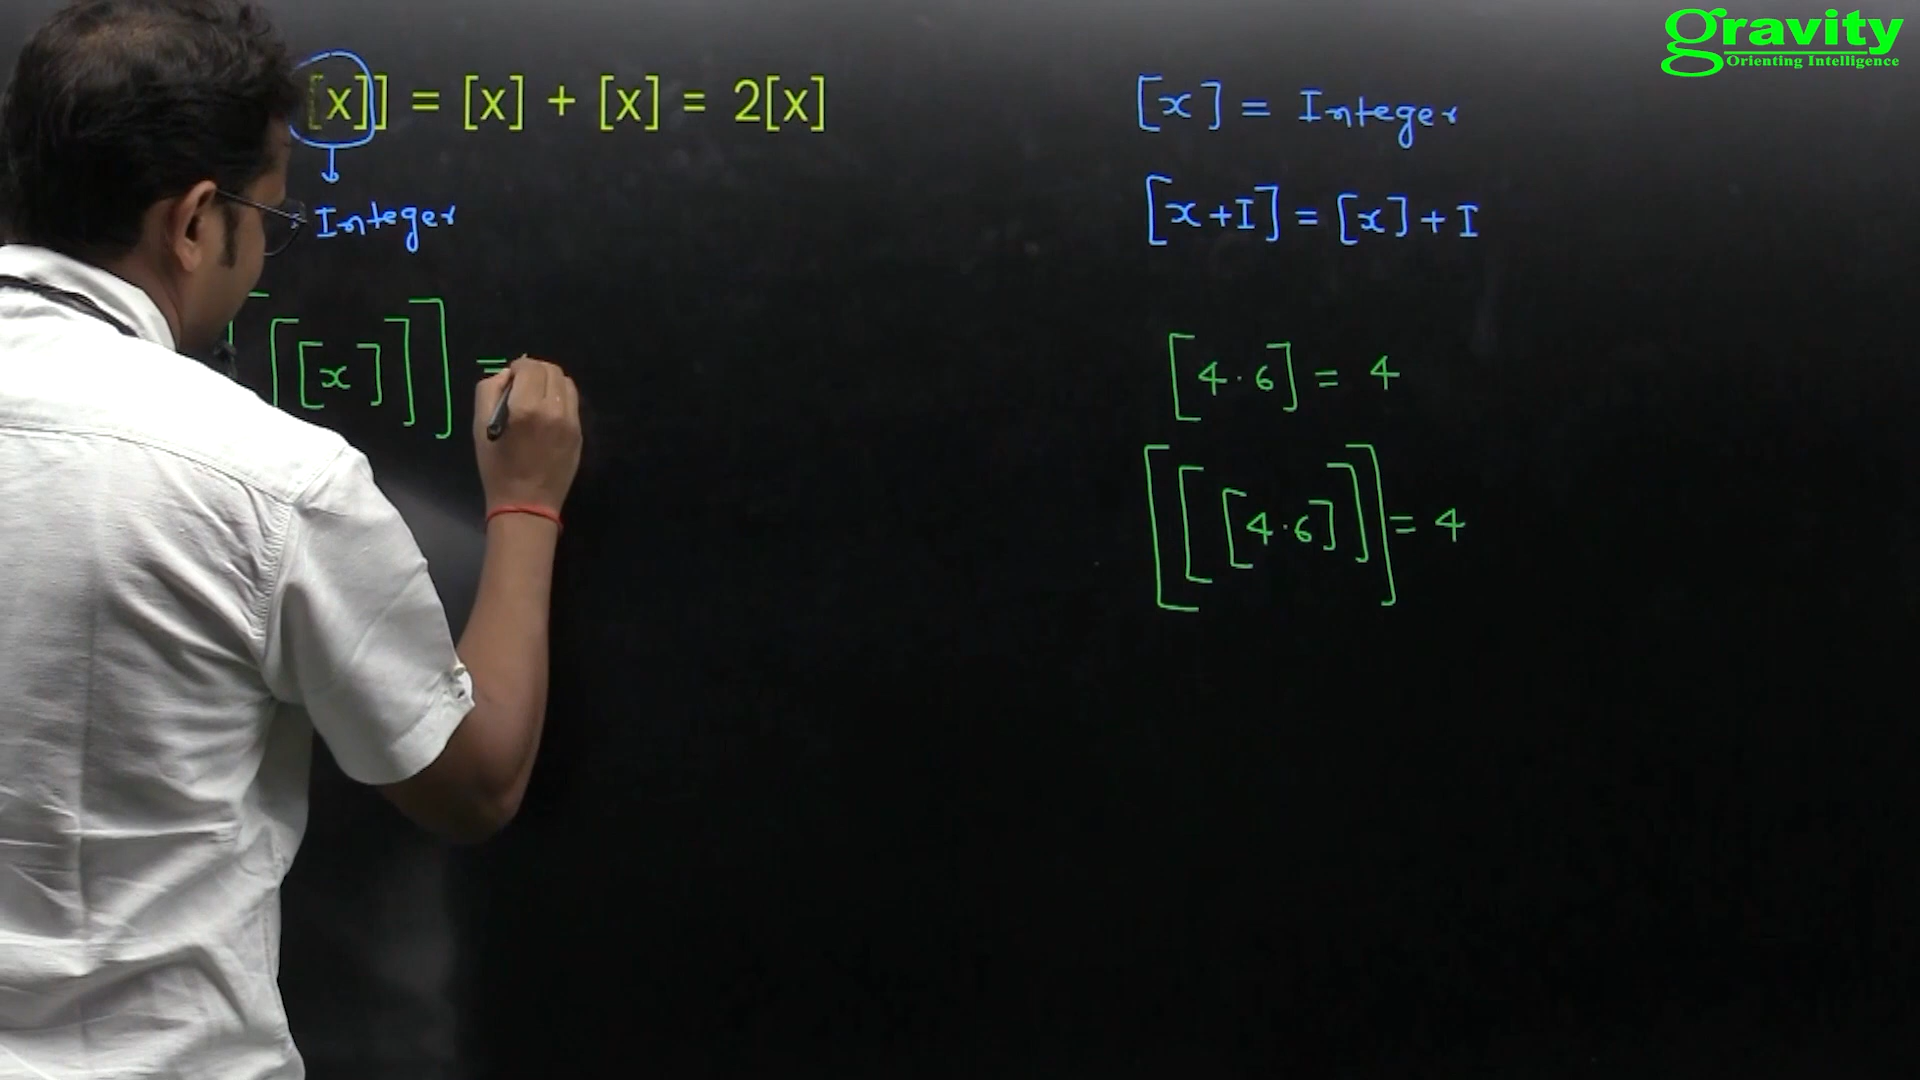 gravity
Orienting Intelligence
[x]] = [x] + [x] = 2[x]
Integer
[[x]]] =
[x] = Integer
[x+I] = [x] + I
[4.6] = 4
[[[4.6]]] = 4